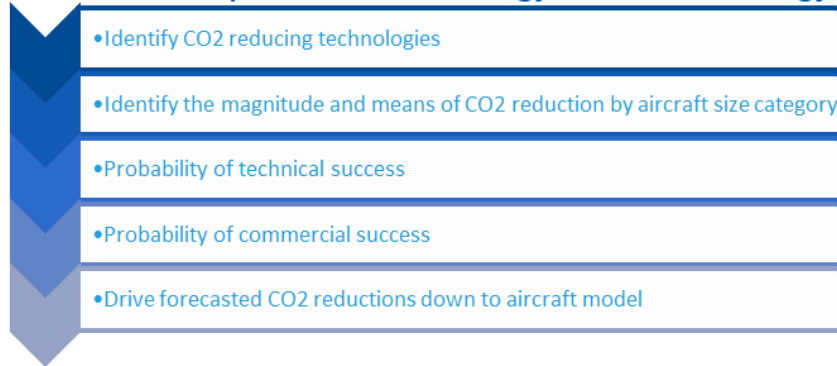 •Identify CO2 reducing technologies
•Identify the magnitude and means of CO2 reduction by aircraft size category
•Probability of technical success
•Probability of commercial success
•Drive forecasted CO2 reductions down to aircraft model